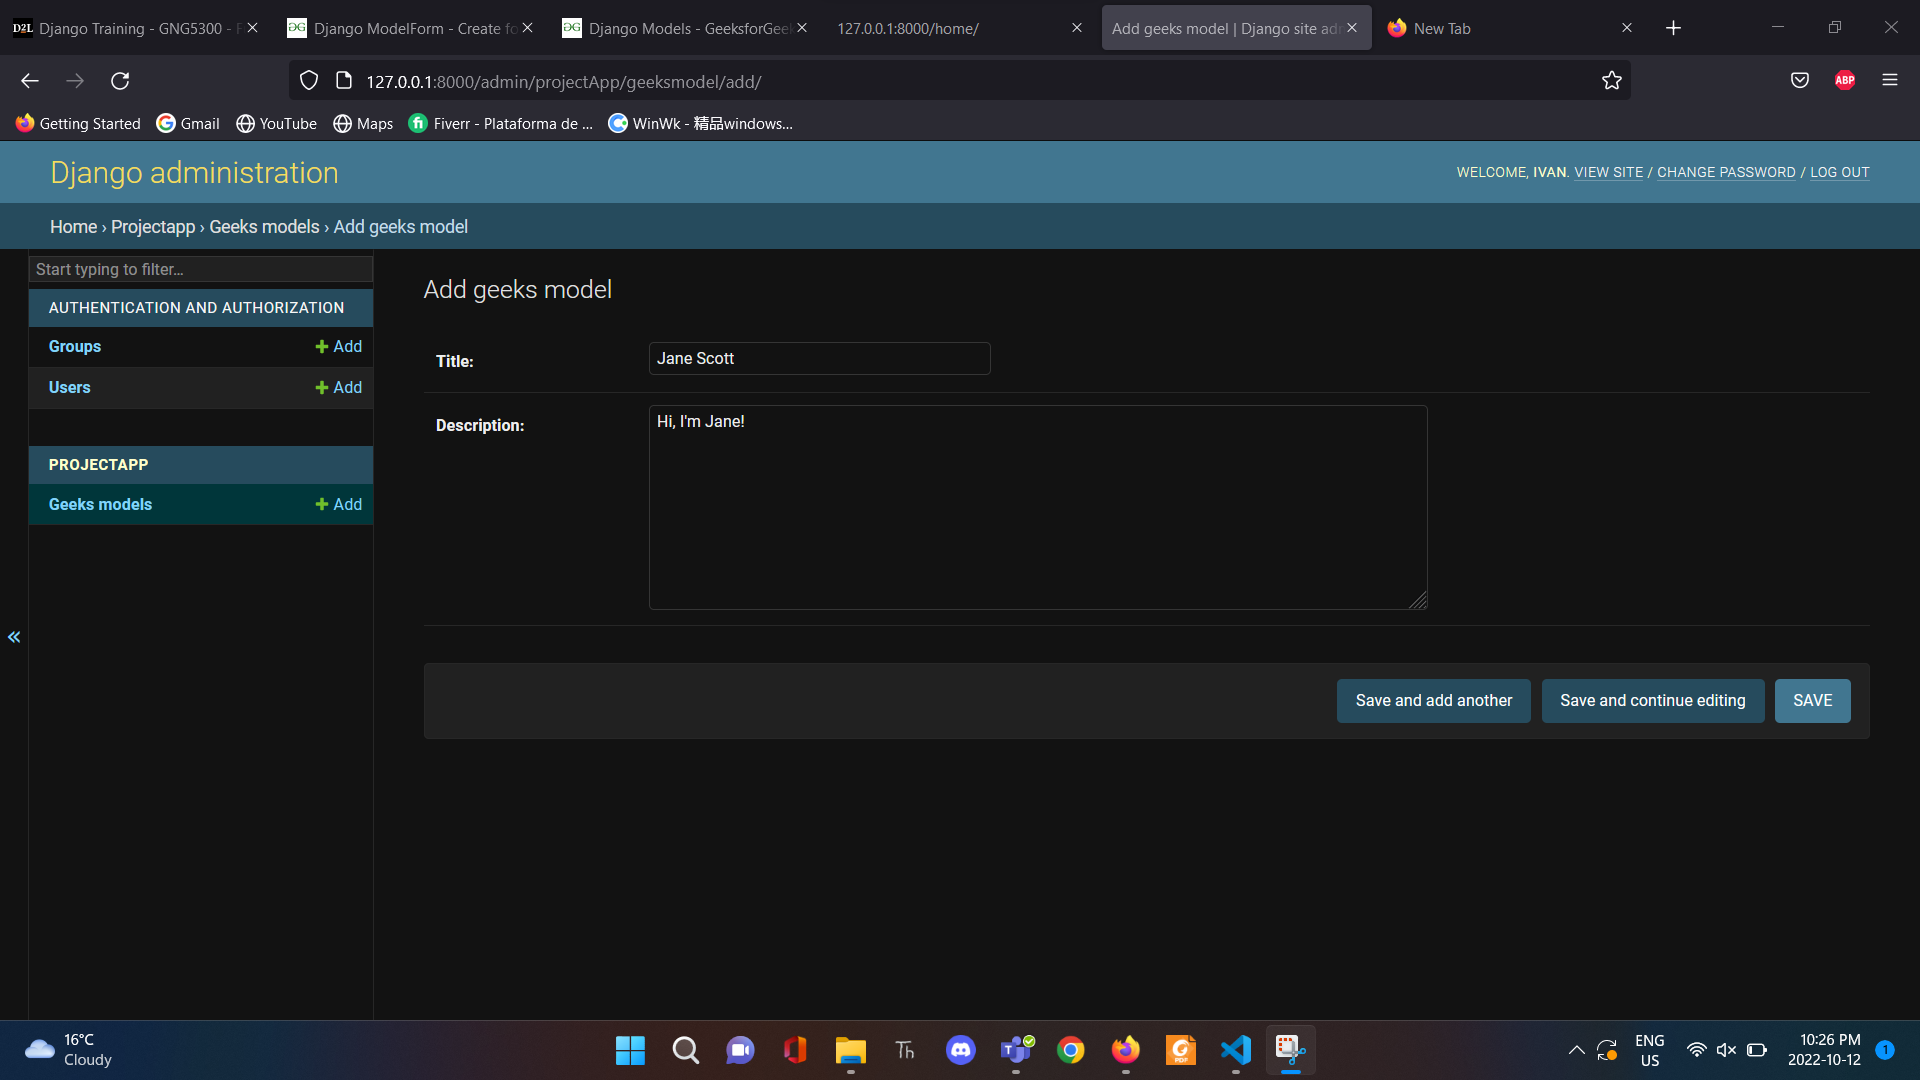 Django Training - GNG5300 -
Django ModelForm - Create fo
Django Models - GeeksforGeek
127.0.0.1:8000/home/
Add geeks model | Django site adm
New Tab
127.0.0.1:8000/admin/projectApp/geeksmodel/add/
ABP
Getting Started
Gmail
YouTube
Maps
Fiverr - Plataforma de ...
WinWk - 精品windows...
Django administration
WELCOME, IVAN. VIEW SITE / CHANGE PASSWORD / LOG OUT
Home › Projectapp › Geeks models › Add geeks model
Start typing to filter...
AUTHENTICATION AND AUTHORIZATION
Groups
Add
Users
Add
PROJECTAPP
Geeks models
Add
«
Add geeks model
Title:
Jane Scott
Description:
Hi, I'm Jane!
Save and add another
Save and continue editing
SAVE
16°C
Cloudy
Th
PDF
ENG
US
10:26 PM
2022-10-12
1